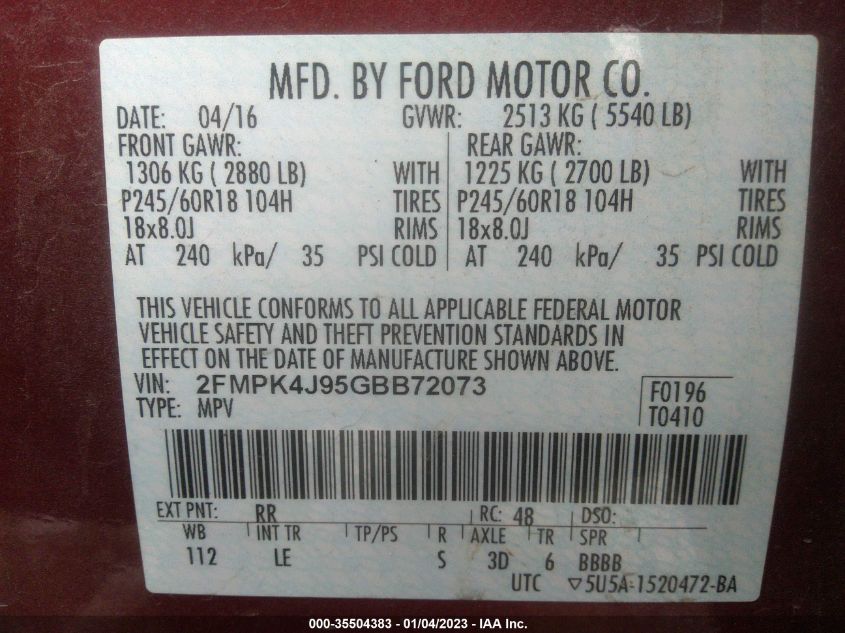 MFD. BY FORD MOTOR CO.
DATE: 04/16 GVWR: 2513 KG ( 5540 LB)
FRONT GAWR: REAR GAWR:
1306 KG ( 2880 LB) WITH 1225 KG ( 2700 LB) WITH
P245/60R18 104H TIRES P245/60R18 104H TIRES
18x8.0J RIMS 18x8.0J RIMS
AT 240 kPa/ 35 PSI COLD AT 240 kPa/ 35 PSI COLD
THIS VEHICLE CONFORMS TO ALL APPLICABLE FEDERAL MOTOR
VEHICLE SAFETY AND THEFT PREVENTION STANDARDS IN
EFFECT ON THE DATE OF MANUFACTURE SHOWN ABOVE.
VIN: 2FMPK4J95GBB72073 F0196
TYPE: MPV T0410
EXT PNT: RR RC: 48 DSO:
WB INT TR TP/PS R AXLE TR SPR
112 LE S 3D 6 BBBB
UTC ▽5U5A-1520472-BA
000-35504383 - 01/04/2023 - IAA Inc.